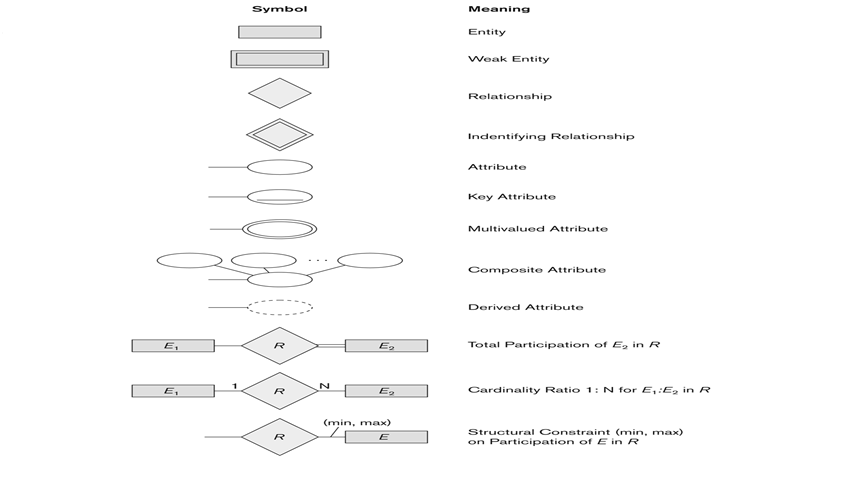 Symbol Meaning
Entity
Weak Entity
Relationship
Indentifying Relationship
Attribute
Key Attribute
Multivalued Attribute
· · ·
Composite Attribute
Derived Attribute
E₁ R E₂ Total Participation of E₂ in R
E₁ 1 R N E₂ Cardinality Ratio 1: N for E₁:E₂ in R
(min, max)
R E Structural Constraint (min, max)
on Participation of E in R